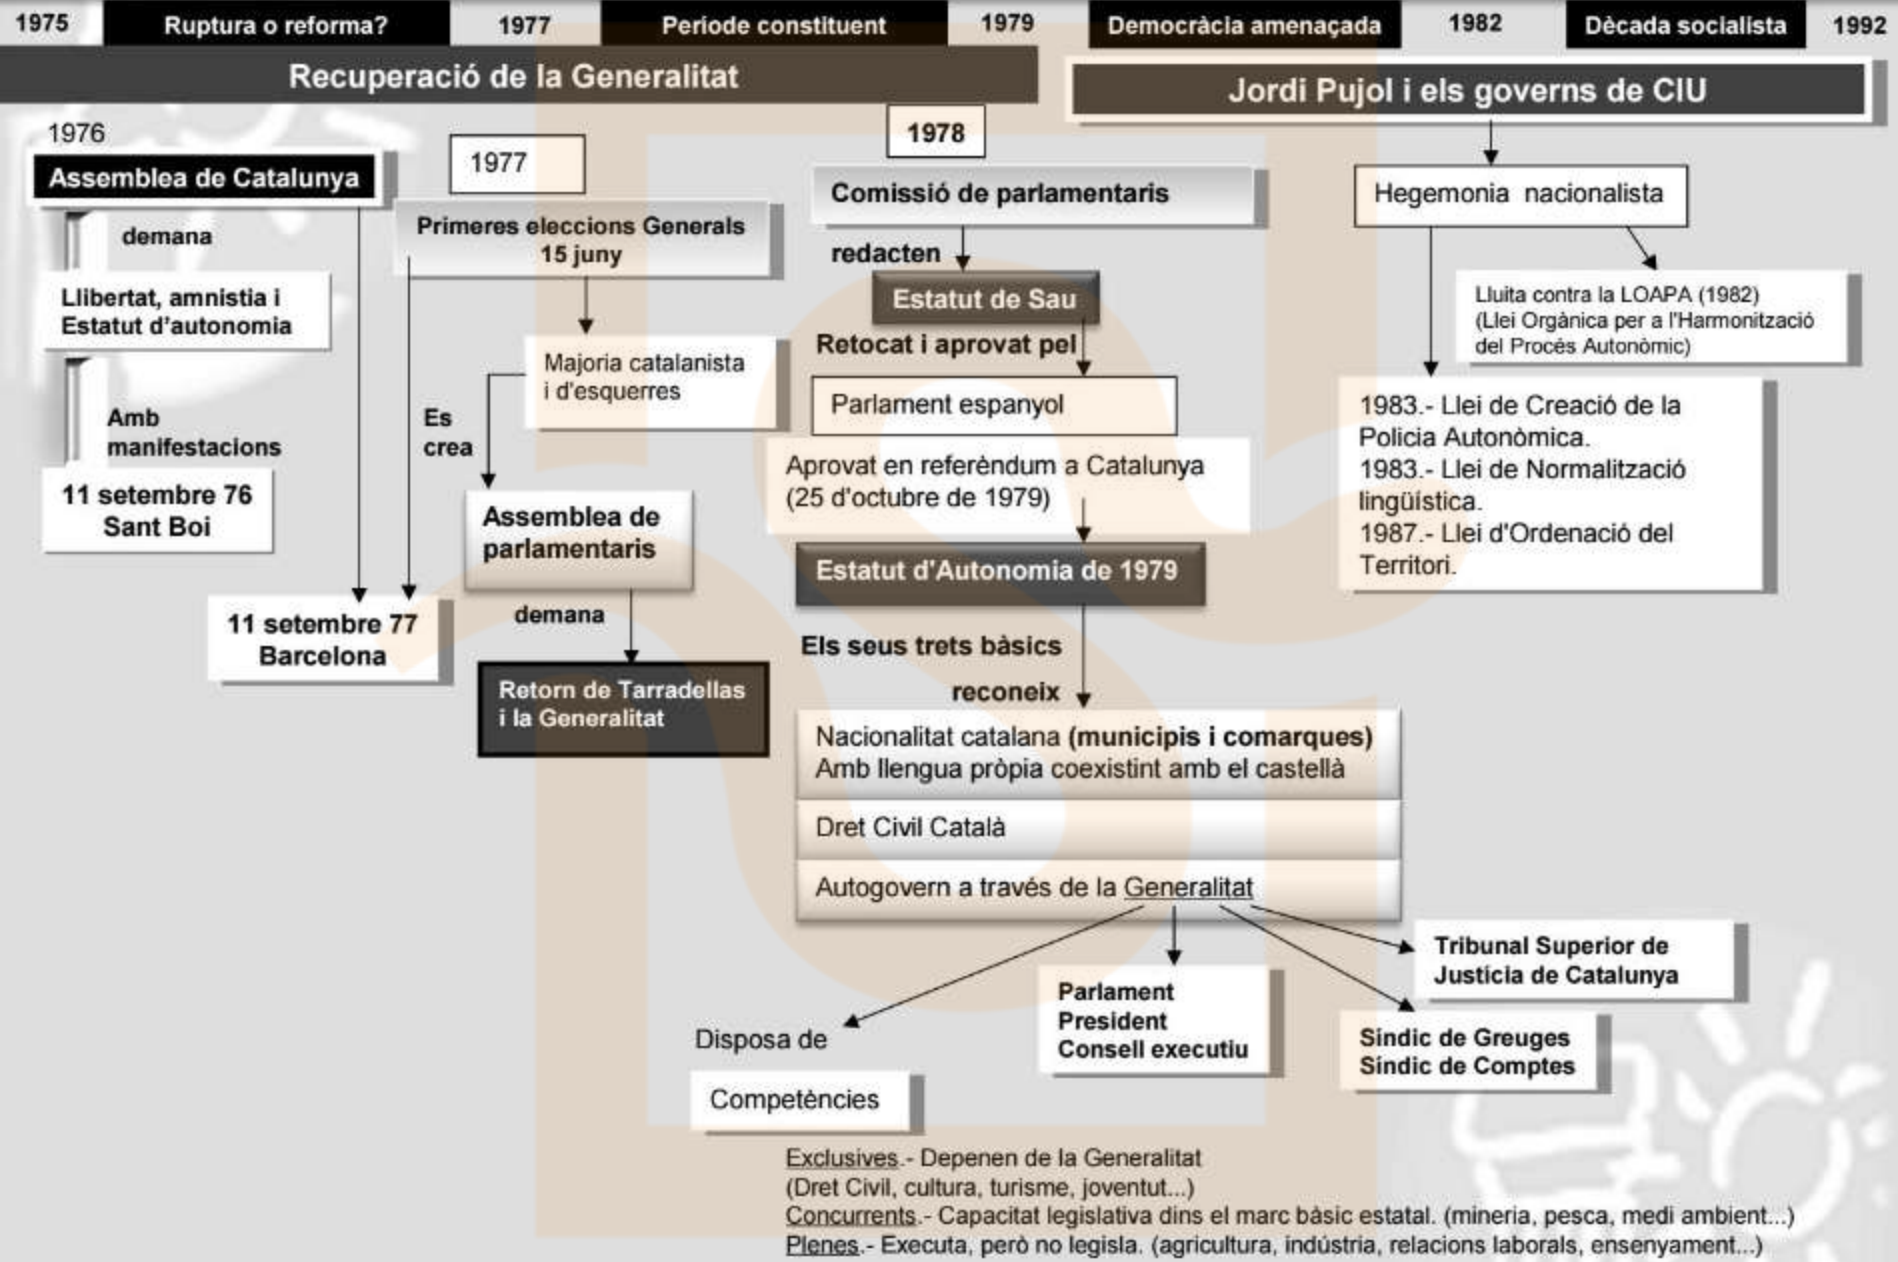 1975 Ruptura o reforma? 1977 Període constituent 1979 Democràcia amenaçada 1982 Dècada socialista 1992
Recuperació de la Generalitat
Jordi Pujol i els governs de CIU
1976
Assemblea de Catalunya
demana
Llibertat, amnistia i
Estatut d'autonomia
Amb
manifestacions
11 setembre 76
Sant Boi
11 setembre 77
Barcelona
1977
Primeres eleccions Generals
15 juny
Majoria catalanista
i d'esquerres
Es
crea
Assemblea de
parlamentaris
demana
Retorn de Tarradellas
i la Generalitat
1978
Comissió de parlamentaris
redacten
Estatut de Sau
Retocat i aprovat pel
Parlament espanyol
Aprovat en referèndum a Catalunya
(25 d'octubre de 1979)
Estatut d'Autonomia de 1979
Els seus trets bàsics
reconeix
Nacionalitat catalana (municipis i comarques)
Amb llengua pròpia coexistint amb el castellà
Dret Civil Català
Autogovern a través de la Generalitat
Hegemonia nacionalista
Lluita contra la LOAPA (1982)
(Llei Orgànica per a l'Harmonització
del Procés Autonòmic)
1983.- Llei de Creació de la
Policia Autonòmica.
1983.- Llei de Normalització
lingüística.
1987.- Llei d'Ordenació del
Territori.
Tribunal Superior de
Justícia de Catalunya
Síndic de Greuges
Síndic de Comptes
Parlament
President
Consell executiu
Disposa de
Competències
Exclusives.- Depenen de la Generalitat
(Dret Civil, cultura, turisme, joventut...)
Concurrents.- Capacitat legislativa dins el marc bàsic estatal. (mineria, pesca, medi ambient...)
Plenes.- Executa, però no legisla. (agricultura, indústria, relacions laborals, ensenyament...)